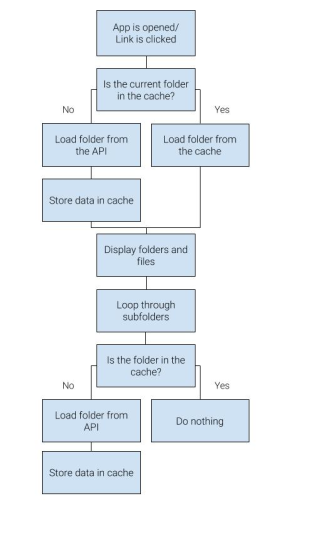 App is opened/
Link is clicked
Is the current folder
in the cache?
No
Yes
Load folder from
the API
Load folder from
the cache
Store data in cache
Display folders and
files
Loop through
subfolders
Is the folder in the
cache?
No
Yes
Load folder from
API
Do nothing
Store data in cache